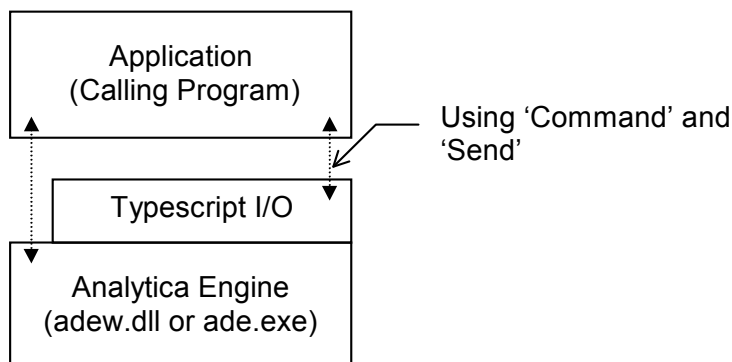 Application
(Calling Program)
Using ‘Command’ and
‘Send’
Typescript I/O
Analytica Engine
(adew.dll or ade.exe)